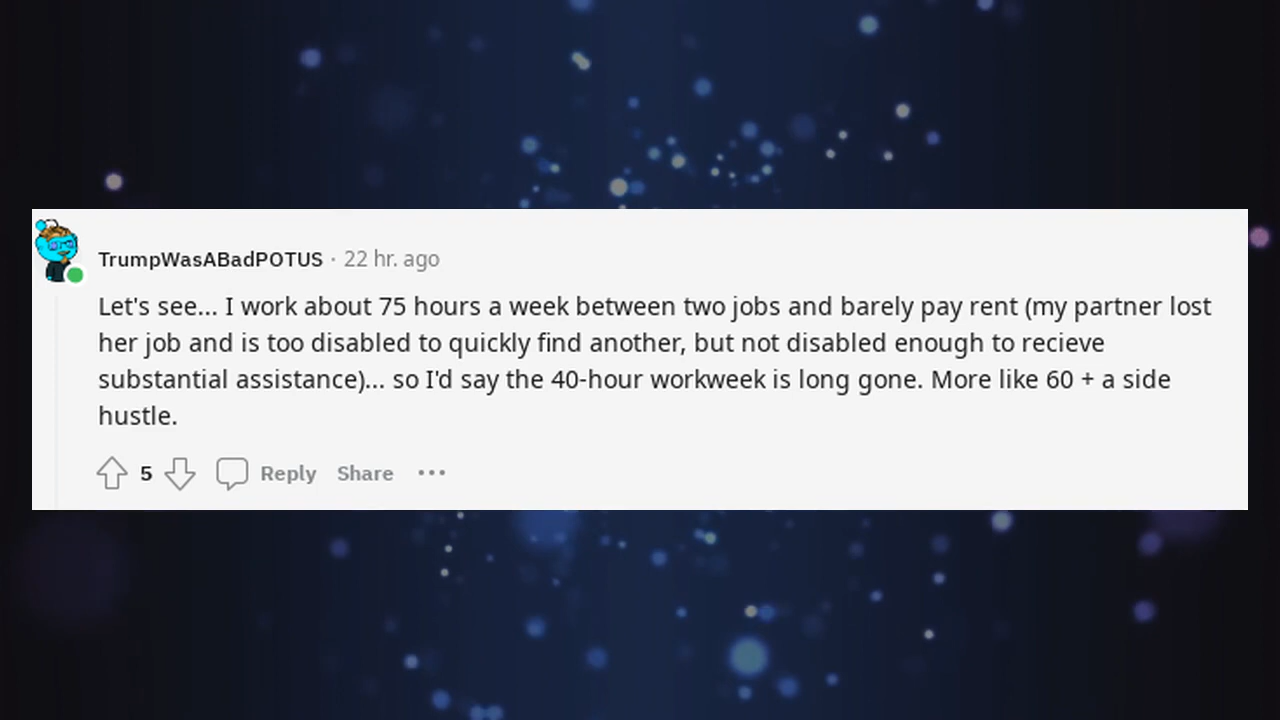 TrumpWasABadPOTUS · 22 hr. ago
Let's see... I work about 75 hours a week between two jobs and barely pay rent (my partner lost
her job and is too disabled to quickly find another, but not disabled enough to recieve
substantial assistance)... so I'd say the 40-hour workweek is long gone. More like 60 + a side
hustle.
5 Reply Share ···